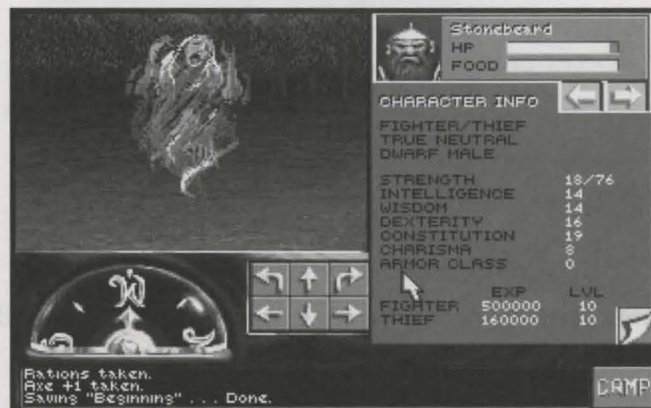 Stonebeard
HP
FOOD
CHARACTER INFO
FIGHTER/THIEF
TRUE NEUTRAL
DWARF MALE
STRENGTH 18/76
INTELLIGENCE 14
WISDOM 14
DEXTERITY 16
CONSTITUTION 19
CHARISMA 8
ARMOR CLASS 0
EXP LVL
FIGHTER 500000 10
THIEF 160000 10
W
Rations taken.
Axe +1 taken.
Saving "Beginning" . . . Done.
CAMP